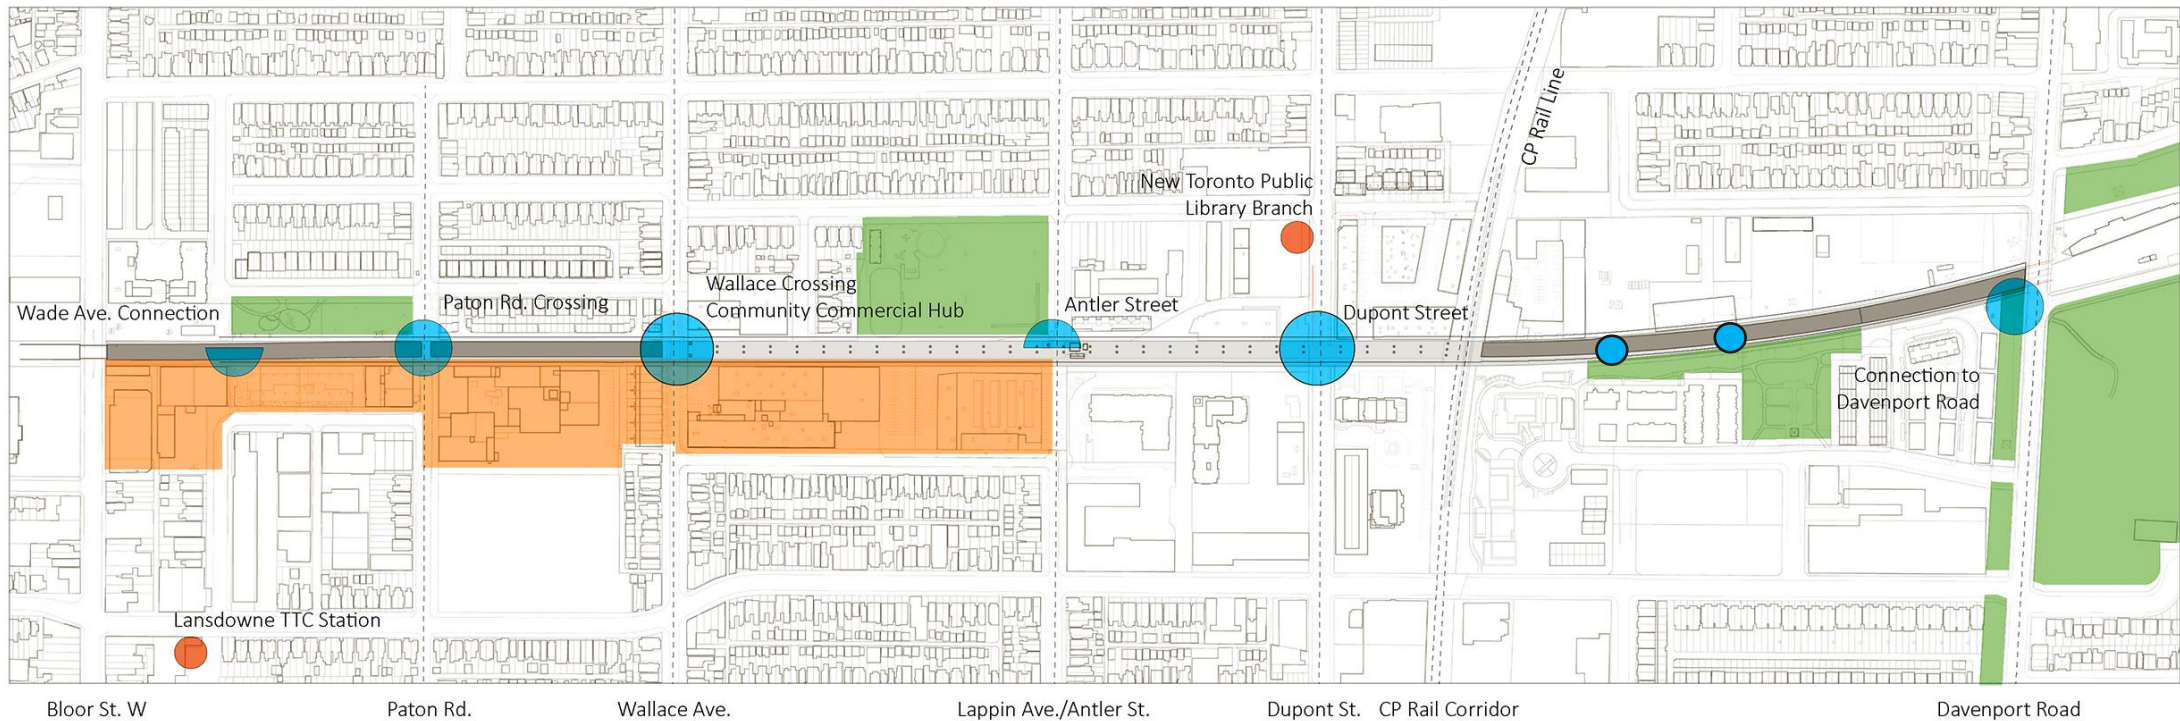 CP Rail Line
New Toronto Public
Library Branch
Wallace Crossing
Community Commercial Hub
Paton Rd. Crossing
Wade Ave. Connection
Antler Street
Dupont Street
Connection to
Davenport Road
Lansdowne TTC Station
Bloor St. W
Paton Rd.
Wallace Ave.
Lappin Ave./Antler St.
Dupont St.
CP Rail Corridor
Davenport Road